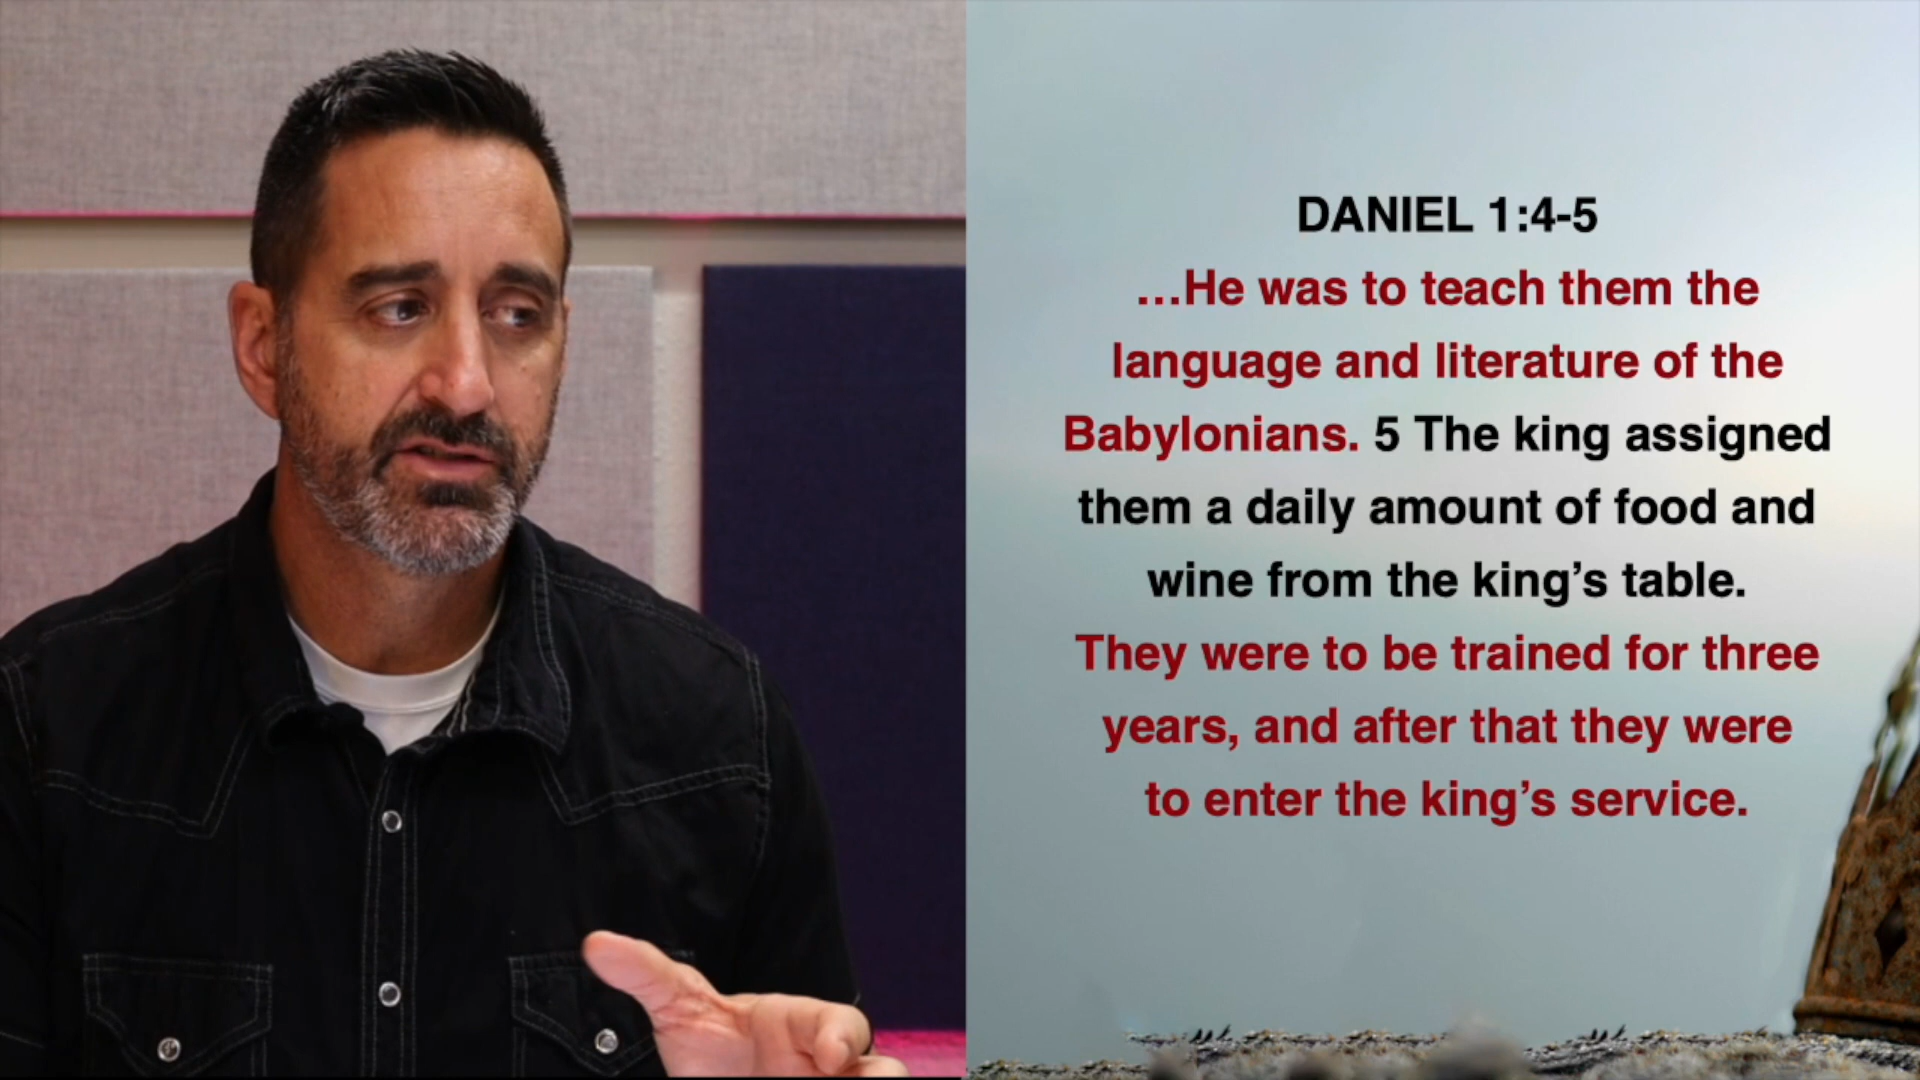 DANIEL 1:4-5
...He was to teach them the
language and literature of the
Babylonians. 5 The king assigned
them a daily amount of food and
wine from the king’s table.
They were to be trained for three
years, and after that they were
to enter the king’s service.